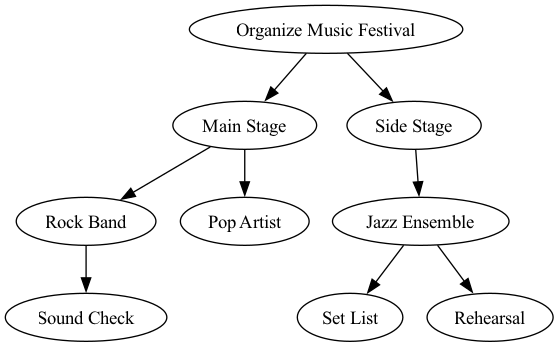 Organize Music Festival
Main Stage
Side Stage
Rock Band
Pop Artist
Jazz Ensemble
Sound Check
Set List
Rehearsal